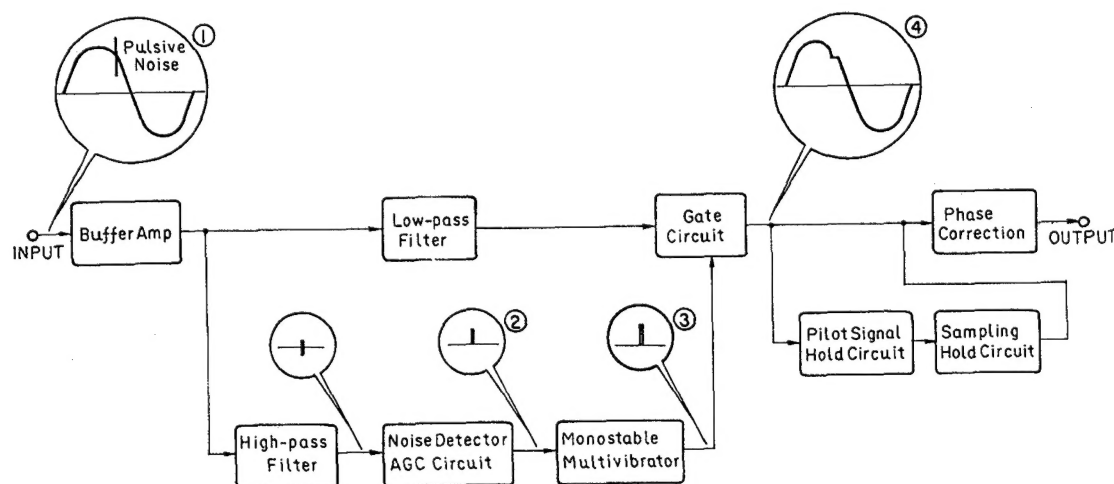 ①
Pulsive
Noise
④
INPUT
Buffer Amp
Low-pass
Filter
Gate
Circuit
Phase
Correction
OUTPUT
②
③
Pilot Signal
Hold Circuit
Sampling
Hold Circuit
High-pass
Filter
Noise Detector
AGC Circuit
Monostable
Multivibrator